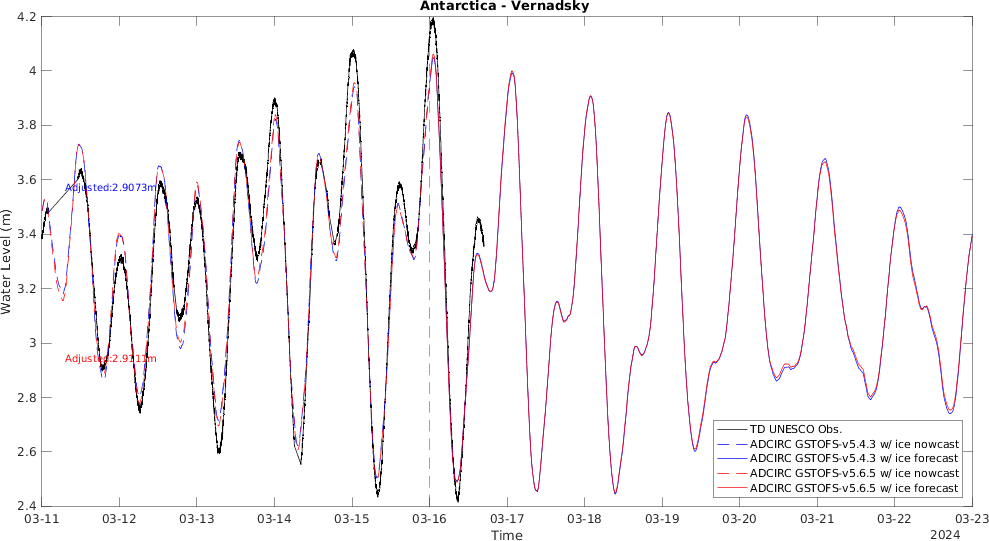 Antarctica - Vernadsky
4.2
4
3.8
3.6
3.4
3.2
3
2.8
2.6
2.4
Water Level (m)
Adjusted:2.9073m
Adjusted:2.9111m
TD UNESCO Obs.
ADCIRC GSTOFS-v5.4.3 w/ ice nowcast
ADCIRC GSTOFS-v5.4.3 w/ ice forecast
ADCIRC GSTOFS-v5.6.5 w/ ice nowcast
ADCIRC GSTOFS-v5.6.5 w/ ice forecast
03-11 03-12 03-13 03-14 03-15 03-16 03-17 03-18 03-19 03-20 03-21 03-22 03-23
Time
2024